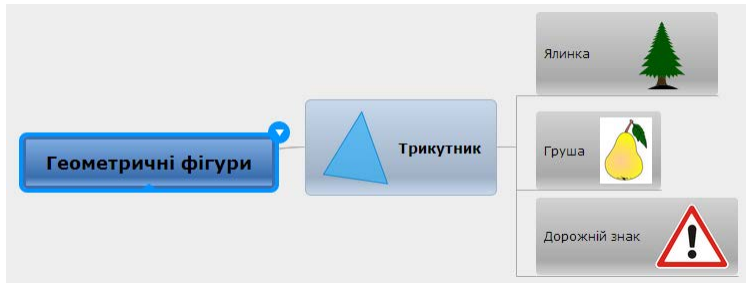 Геометричні фігури
Трикутник
Ялинка
Груша
Дорожній знак